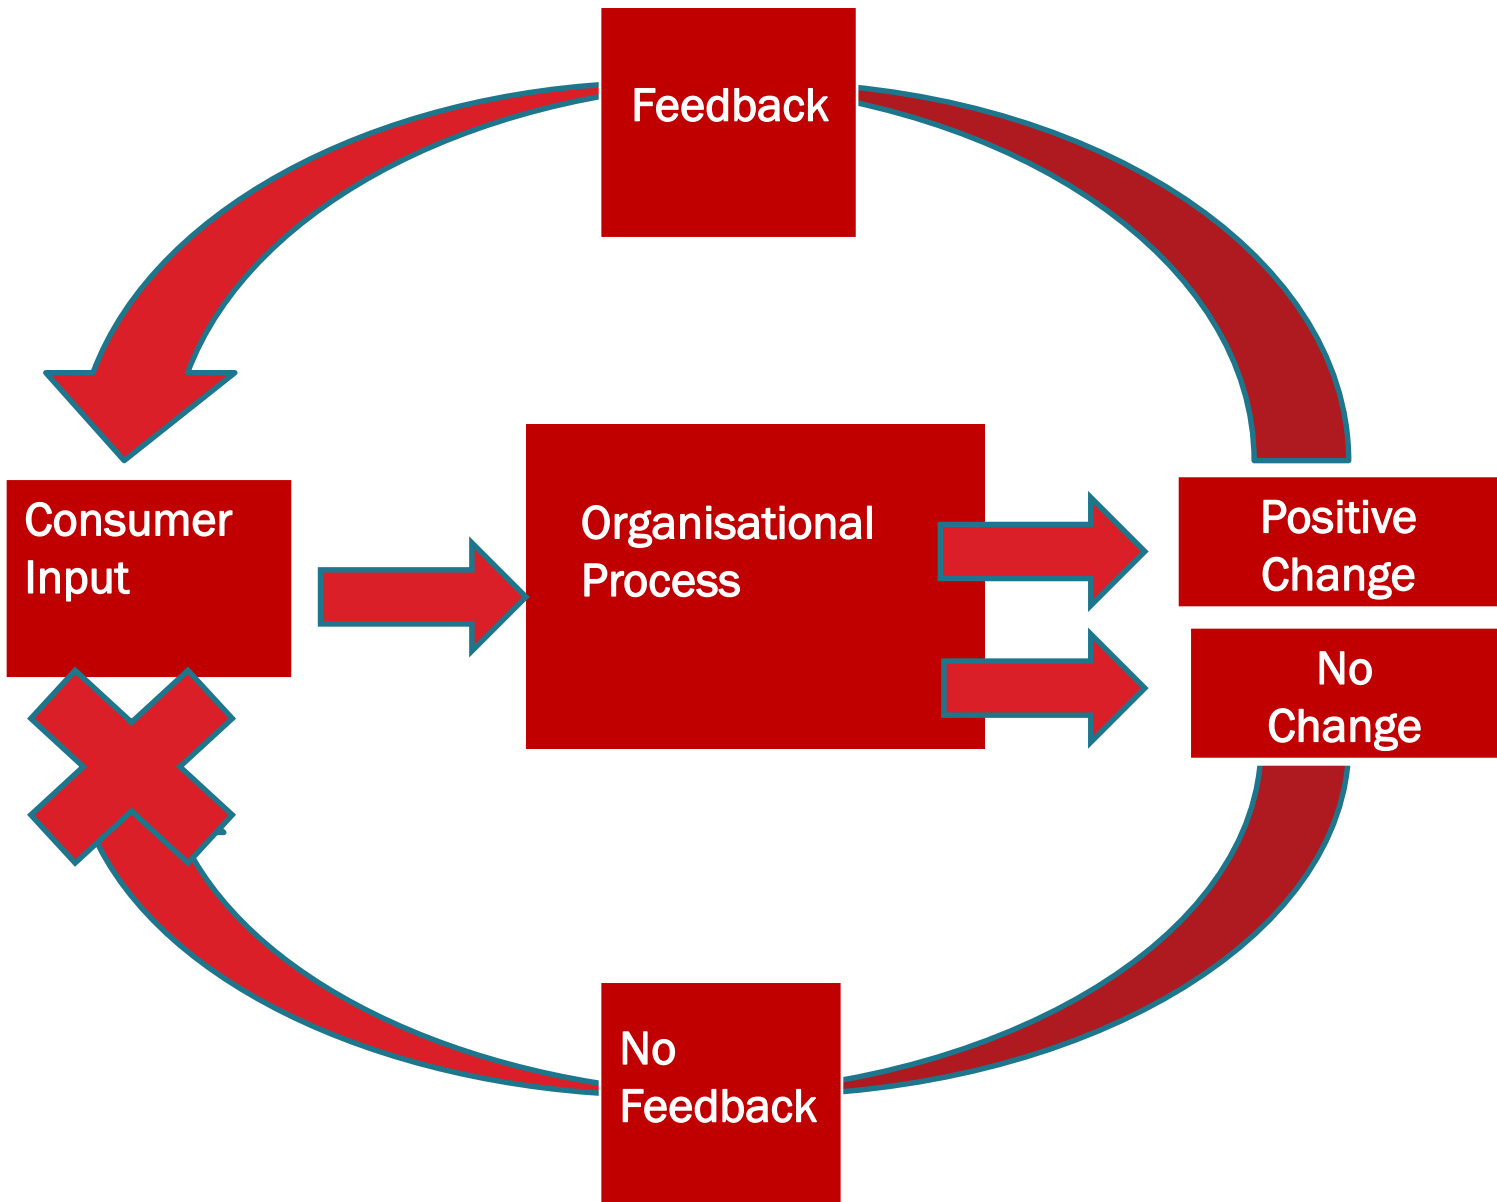 Feedback
Consumer
Input
Organisational
Process
Positive
Change
No
Change
No
Feedback